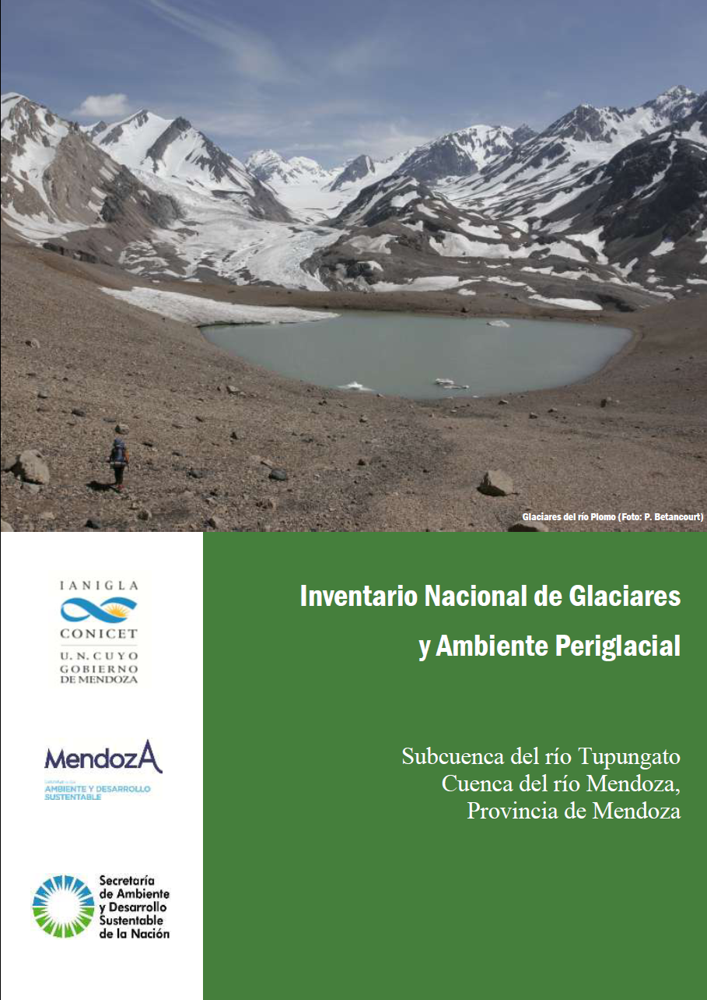 Glaciares del río Plomo (Foto: P. Betancourt)
Inventario Nacional de Glaciares
y Ambiente Periglacial
Subcuenca del río Tupungato
Cuenca del río Mendoza,
Provincia de Mendoza
IANIGLA
CONICET
U. N. CUYO
GOBIERNO
DE MENDOZA
MendozA
AMBIENTE Y DESARROLLO
SUSTENTABLE
Secretaría
de Ambiente
y Desarrollo
Sustentable
de la Nación